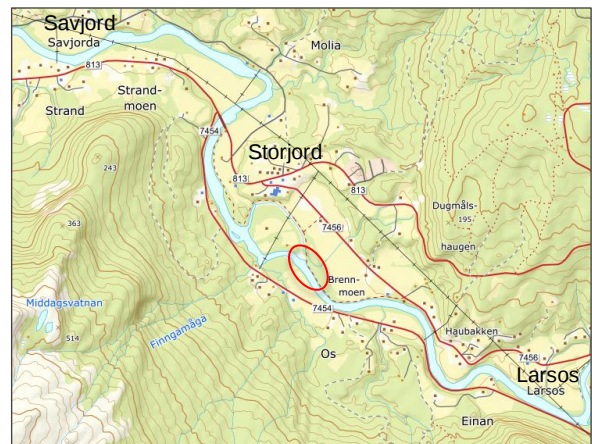 Savjord
Savjorda
Molia
813
Strand-
moen
Strand
7454
Storjord
243
813
813
Dugmåls-
195
363
7456
haugen
Brenn-
moen
Middagsvatnan
7454
Finngamåga
Haubakken
514
Os
7456
Larsos
Larsos
Einan